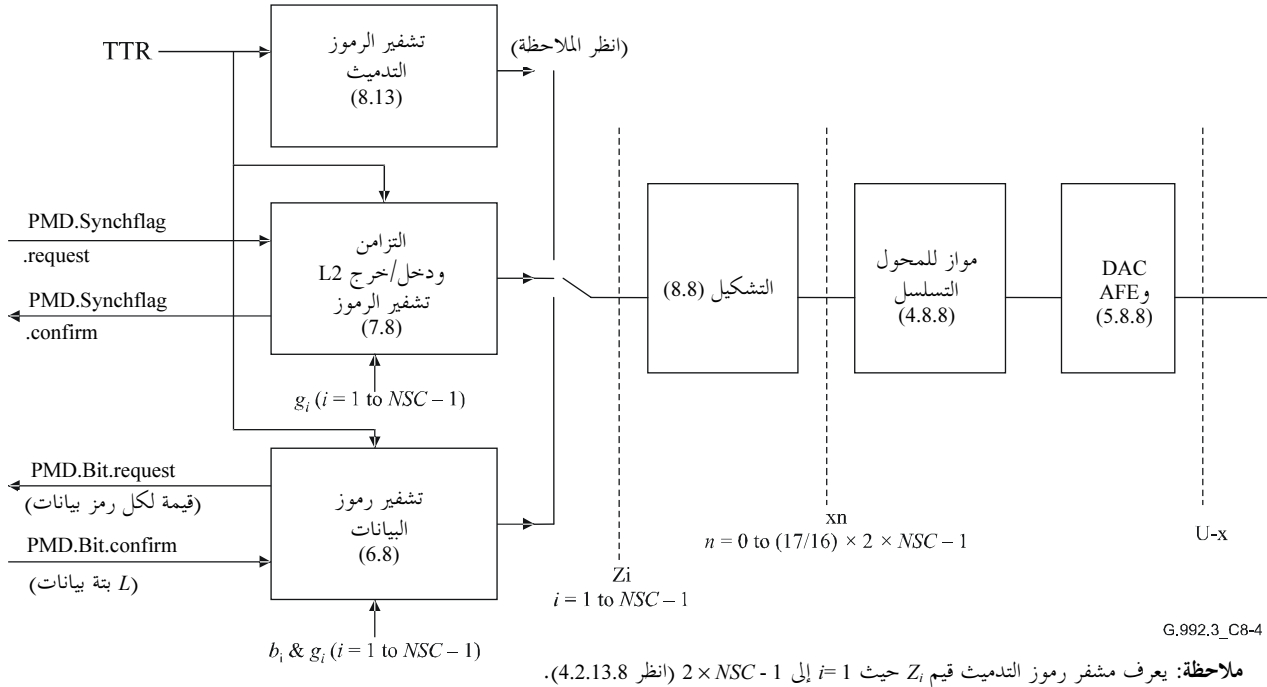 TTR
تشفير الرموز
التدميث
(8.13)
(انظر الملاحظة)
PMD.Synchflag
.request
PMD.Synchflag
.confirm
التزامن
ودخل/خرج L2
تشفير الرموز
(7.8)
g_i (i = 1 to NSC – 1)
التشكيل (8.8)
مواز للمحول
التسلسل
(4.8.8)
DAC
وAFE
(5.8.8)
PMD.Bit.request
(قيمة لكل رمز بيانات)
PMD.Bit.confirm
(L بتة بيانات)
تشفير رموز
البيانات
(6.8)
b_i & g_i (i = 1 to NSC – 1)
Zi
i = 1 to NSC – 1
xn
n = 0 to (17/16) × 2 × NSC – 1
U-x
G.992.3_C8-4
ملاحظة: يعرف مشفر رموز التدميث قيم Z_i حيث i= 1 إلى 2 × NSC - 1 (انظر 4.2.13.8).